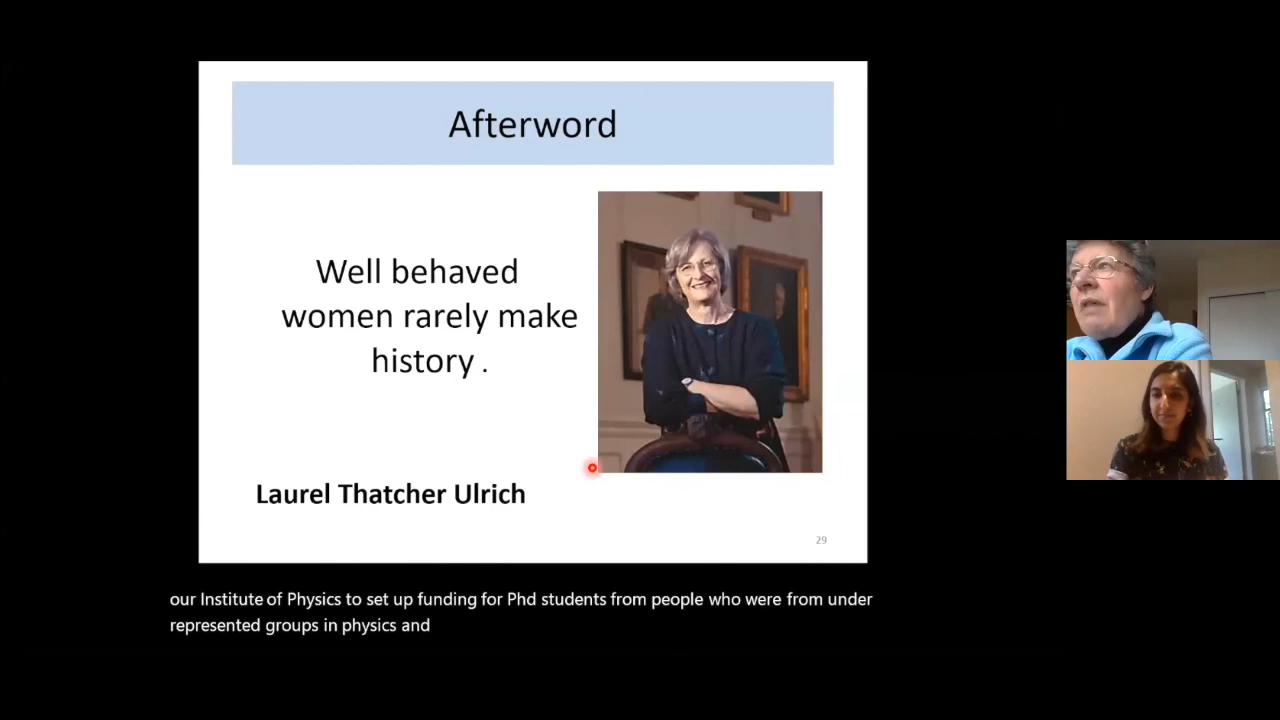 Afterword
Well behaved
women rarely make
history .
Laurel Thatcher Ulrich
29
our Institute of Physics to set up funding for Phd students from people who were from under
represented groups in physics and